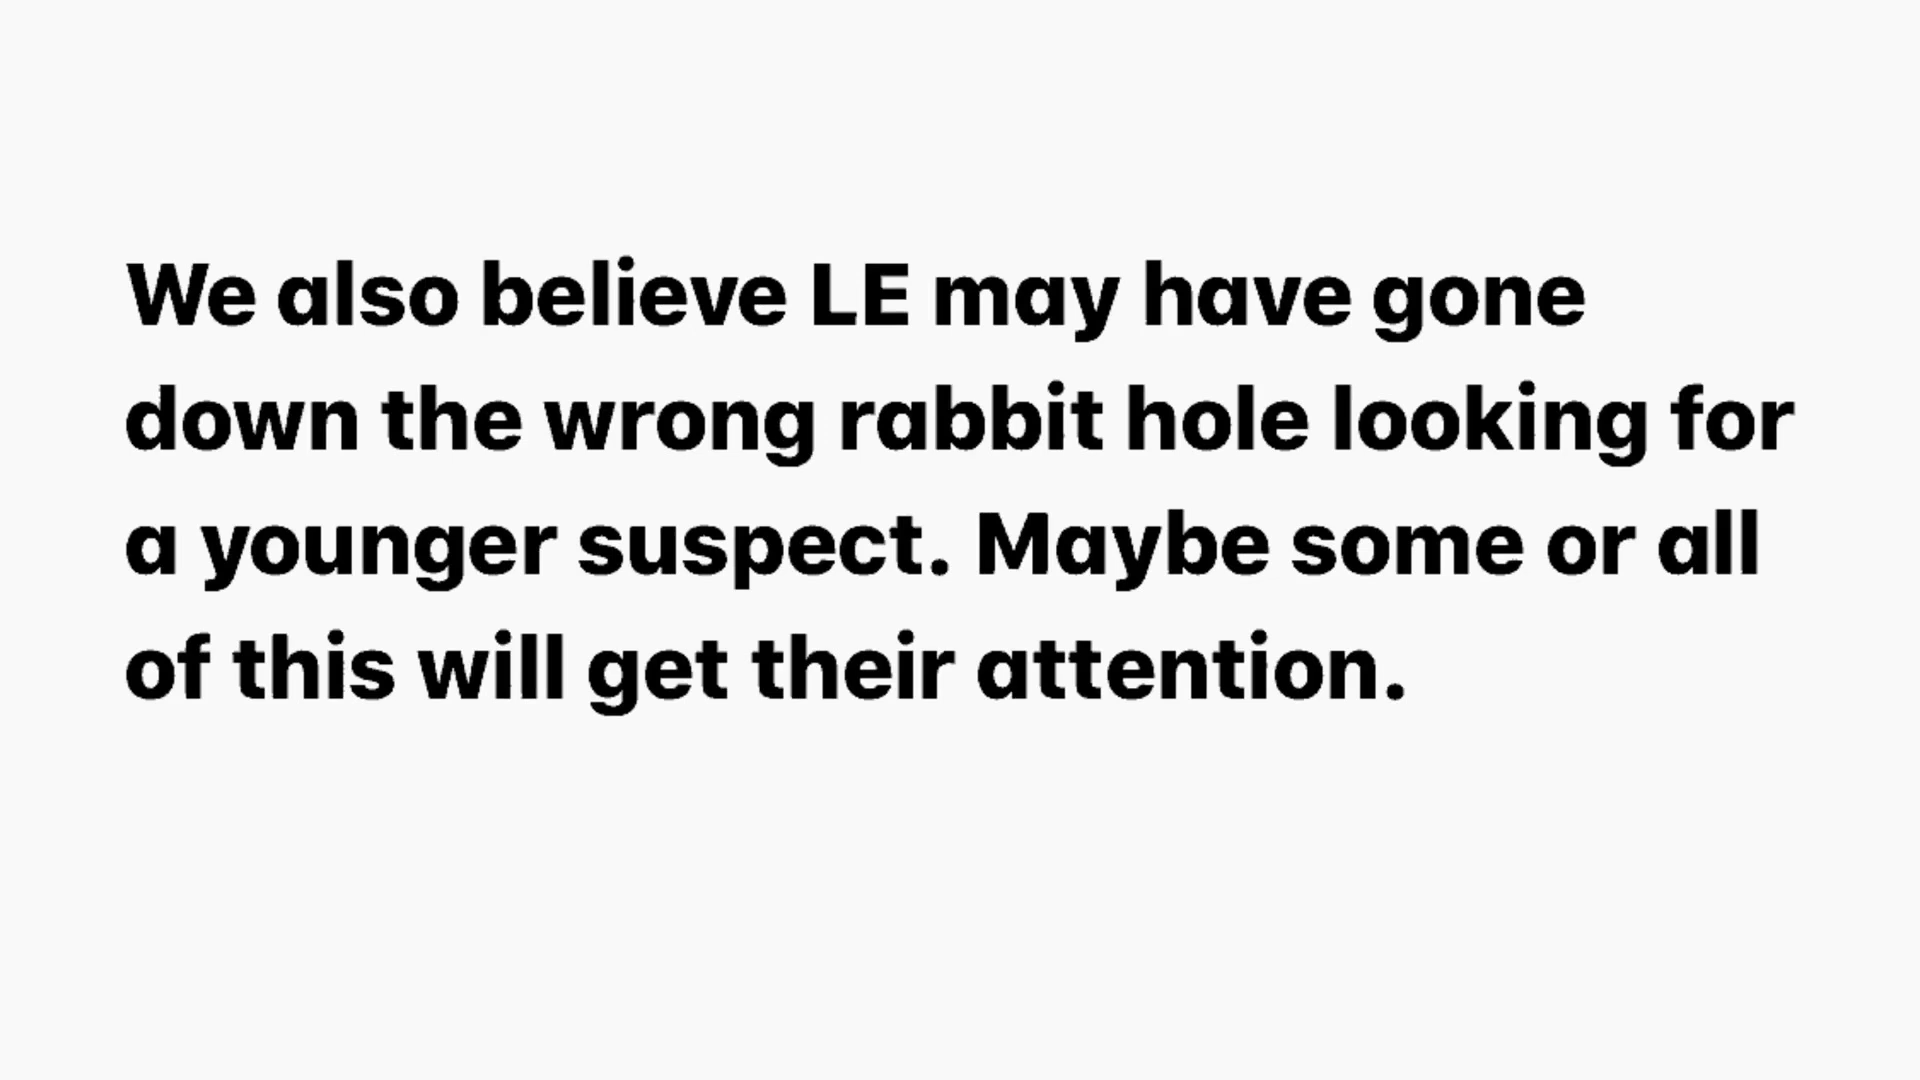 We also believe LE may have gone
down the wrong rabbit hole looking for
a younger suspect. Maybe some or all
of this will get their attention.